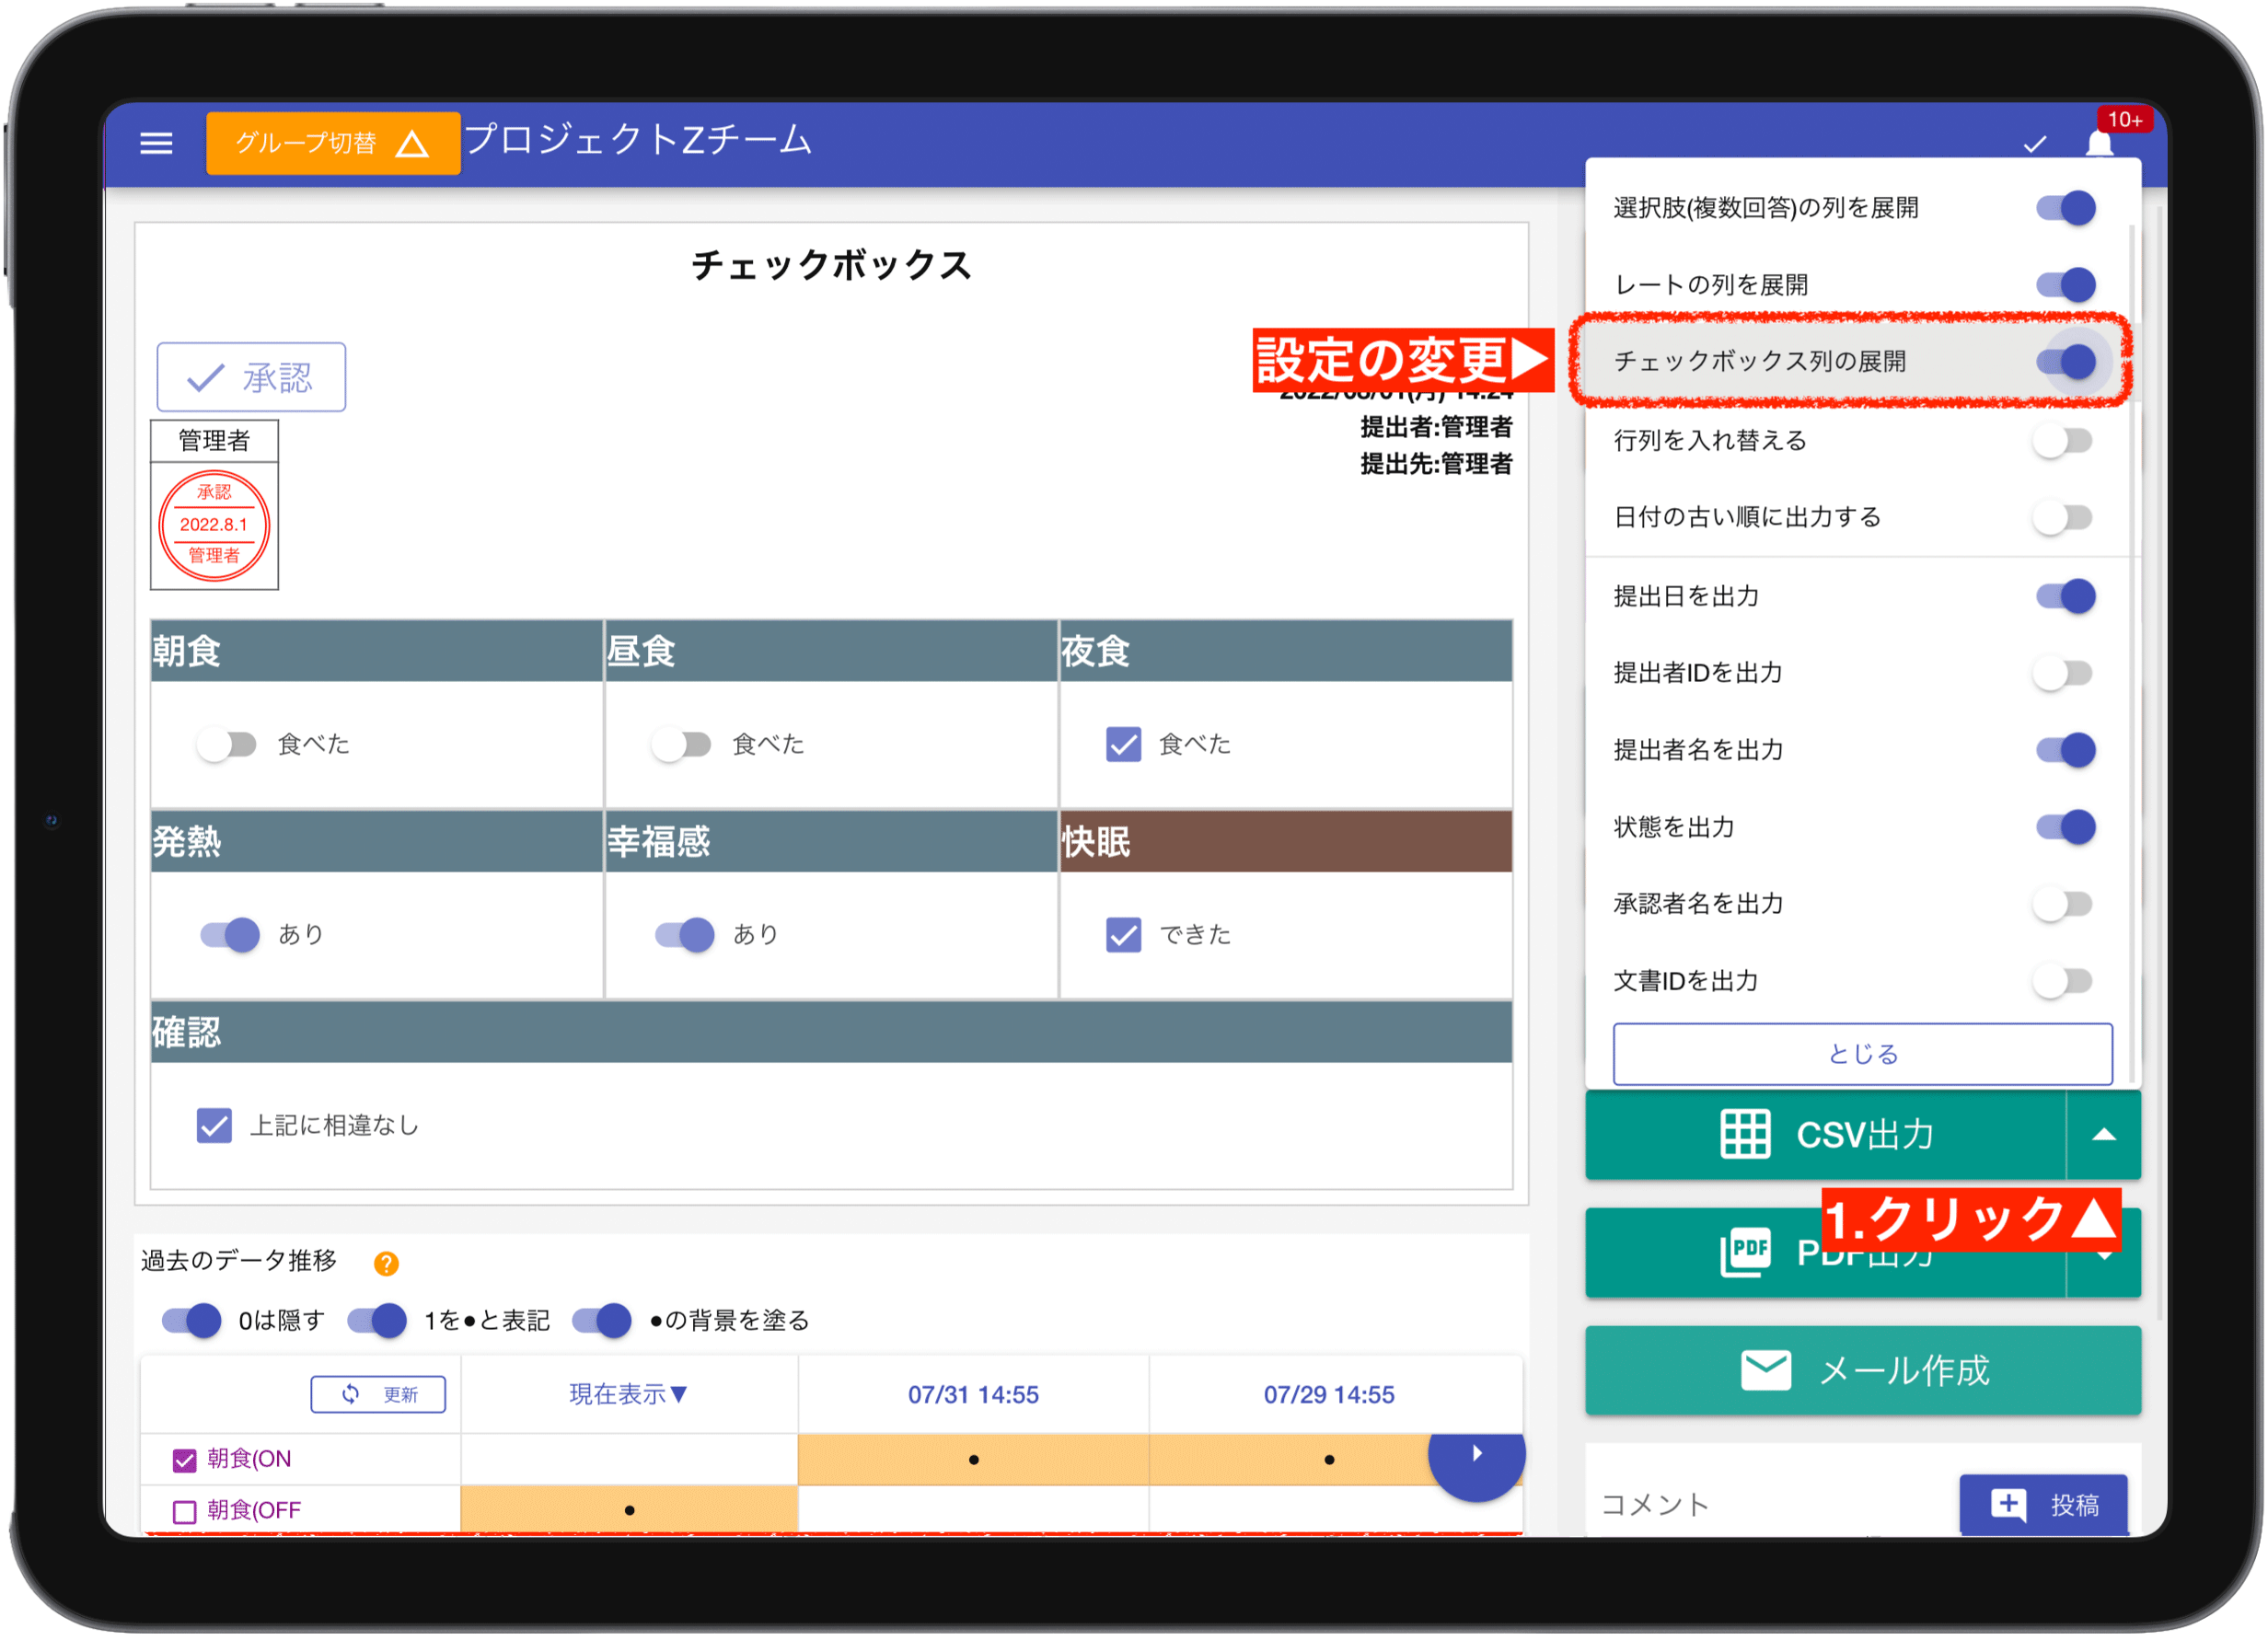 グループ切替
プロジェクトZチーム
10+
チェックボックス
承認
管理者
承認
2022.8.1
管理者
設定の変更▶
2022/08/01(月) 14:24
提出者:管理者
提出先:管理者
朝食
昼食
夜食
食べた
食べた
食べた
発熱
幸福感
快眠
あり
あり
できた
確認
上記に相違なし
選択肢(複数回答)の列を展開
レートの列を展開
チェックボックス列の展開
行列を入れ替える
日付の古い順に出力する
提出日を出力
提出者IDを出力
提出者名を出力
状態を出力
承認者名を出力
文書IDを出力
とじる
CSV出力
1.クリック▲
PDF
PDF出力
メール作成
コメント
投稿
過去のデータ推移
?
0は隠す
1を●と表記
●の背景を塗る
更新
現在表示▼
07/31 14:55
07/29 14:55
朝食(ON
●
●
朝食(OFF
●